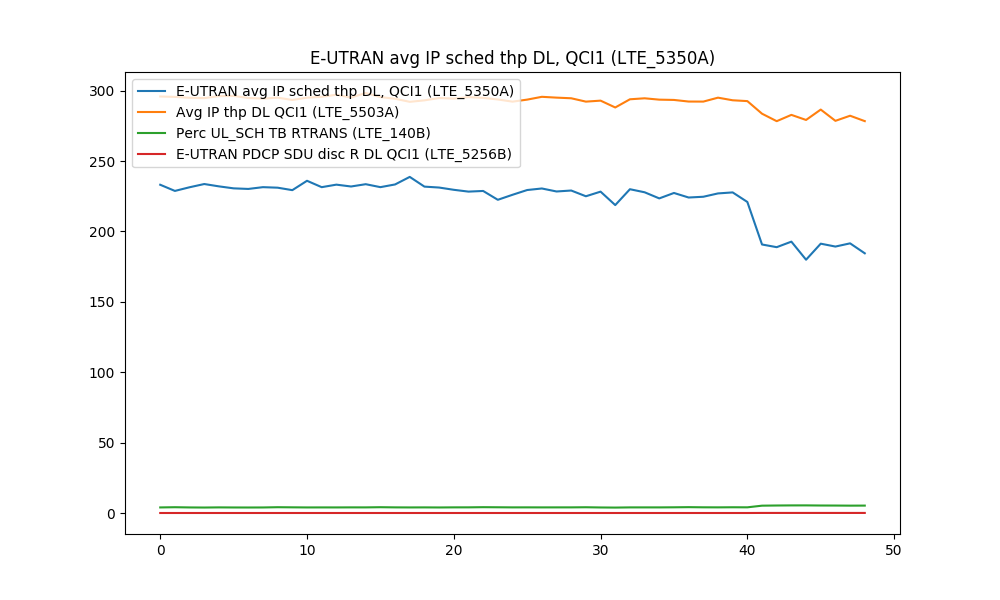 E-UTRAN avg IP sched thp DL, QCI1 (LTE_5350A)
300
250
200
150
100
50
0
E-UTRAN avg IP sched thp DL, QCI1 (LTE_5350A)
Avg IP thp DL QCI1 (LTE_5503A)
Perc UL_SCH TB RTRANS (LTE_140B)
E-UTRAN PDCP SDU disc R DL QCI1 (LTE_5256B)
0 10 20 30 40 50